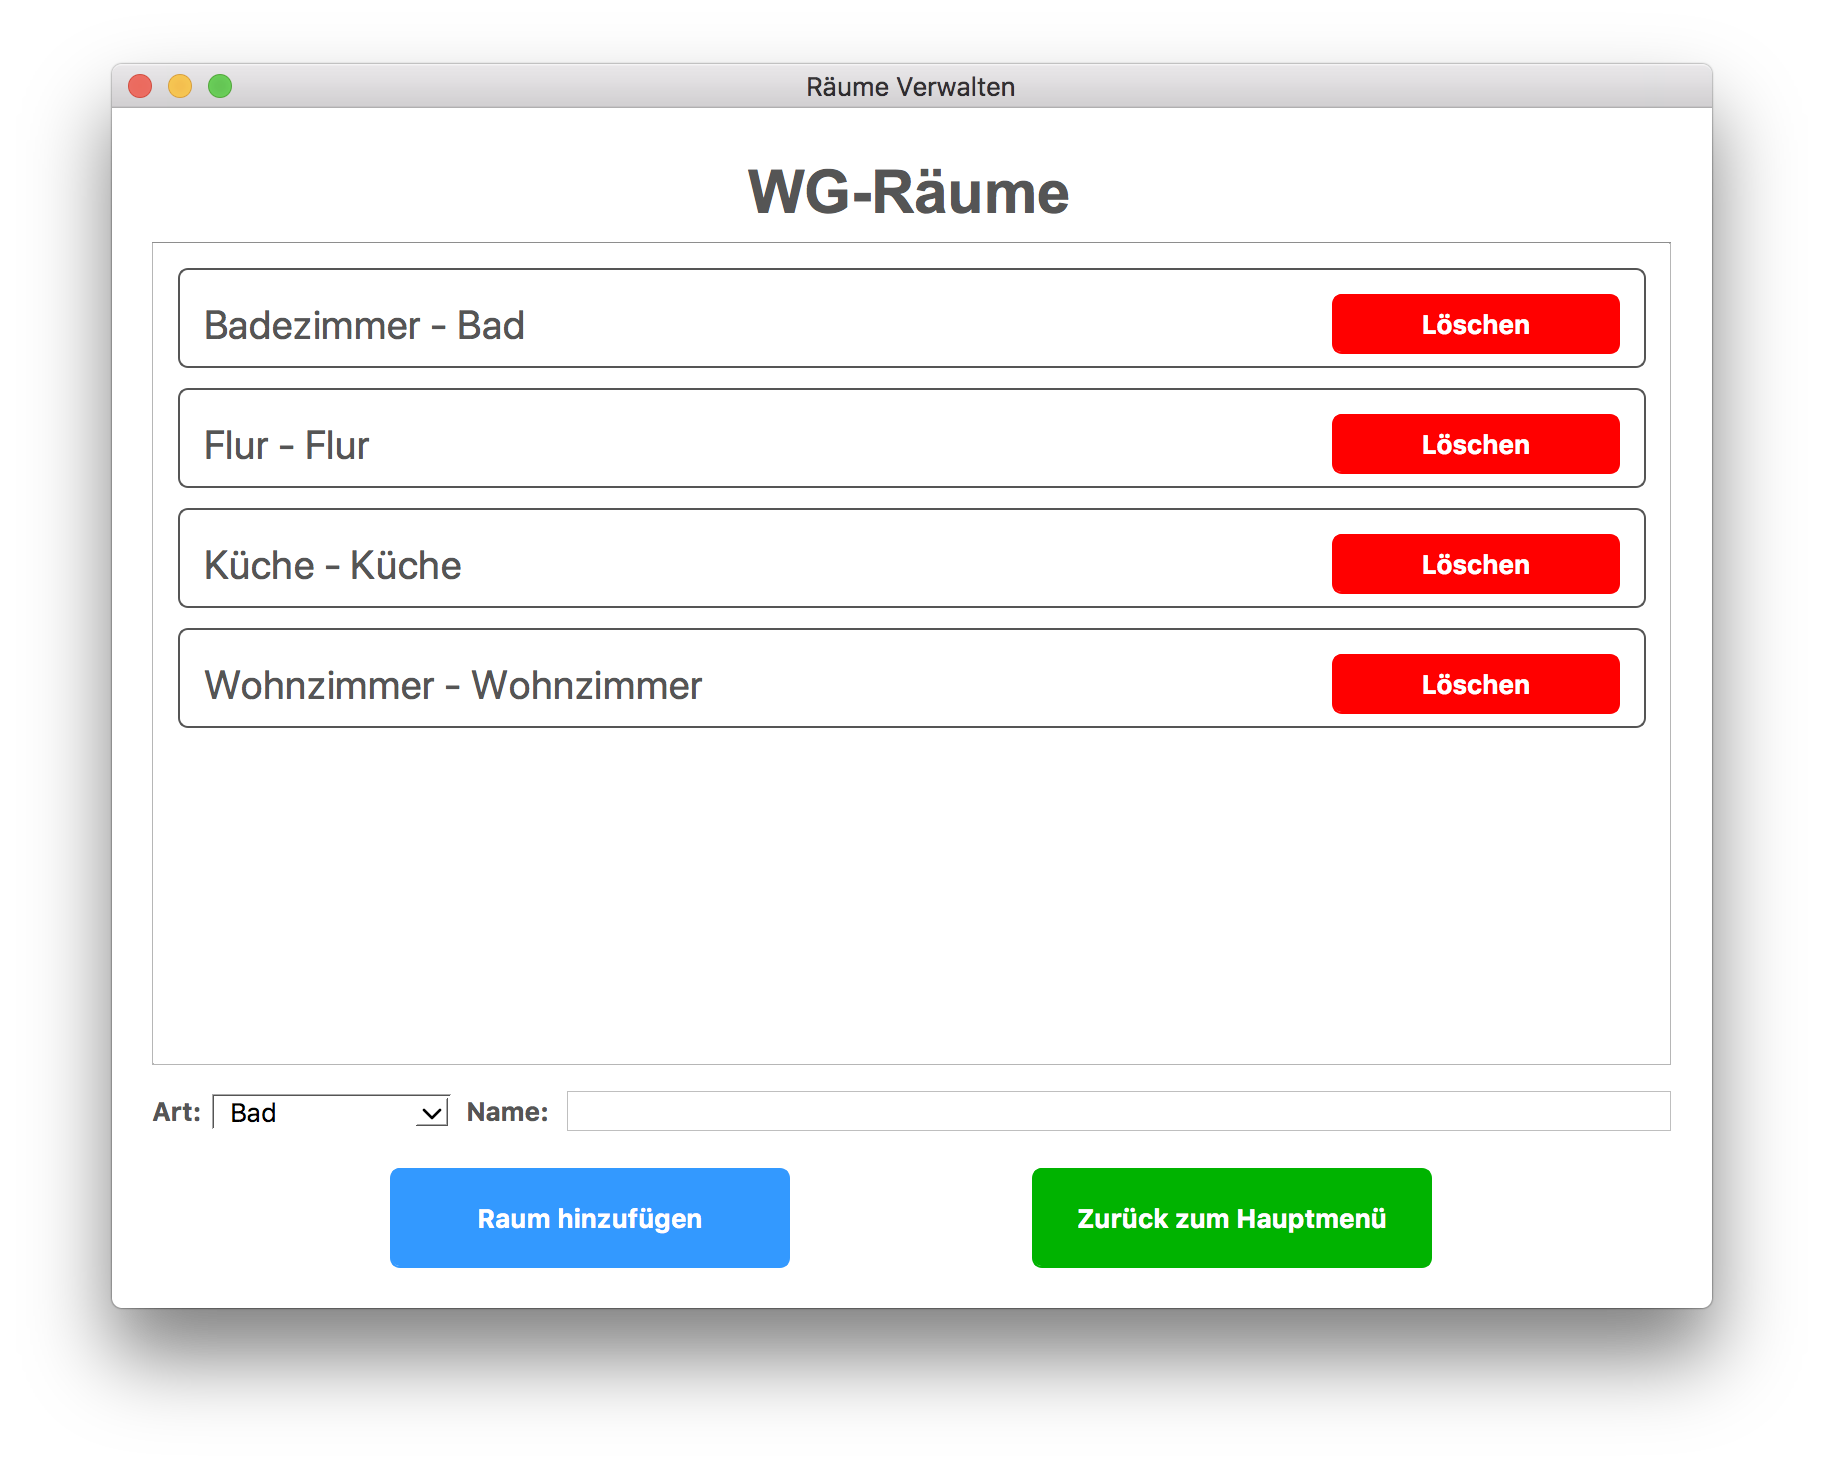 Räume Verwalten
WG-Räume
Badezimmer - Bad Löschen
Flur - Flur Löschen
Küche - Küche Löschen
Wohnzimmer - Wohnzimmer Löschen
Art: Bad Name:
Raum hinzufügen Zurück zum Hauptmenü